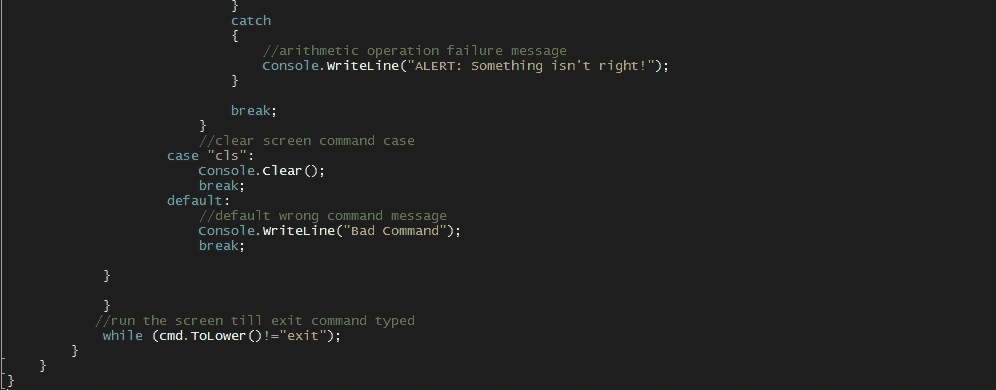 }
catch
{
//arithmetic operation failure message
Console.WriteLine("ALERT: Something isn't right!");
}
break;
}
//clear screen command case
case "cls":
Console.Clear();
break;
default:
//default wrong command message
Console.WriteLine("Bad Command");
break;
}
}
//run the screen till exit command typed
while (cmd.ToLower()!="exit");
}
}
}